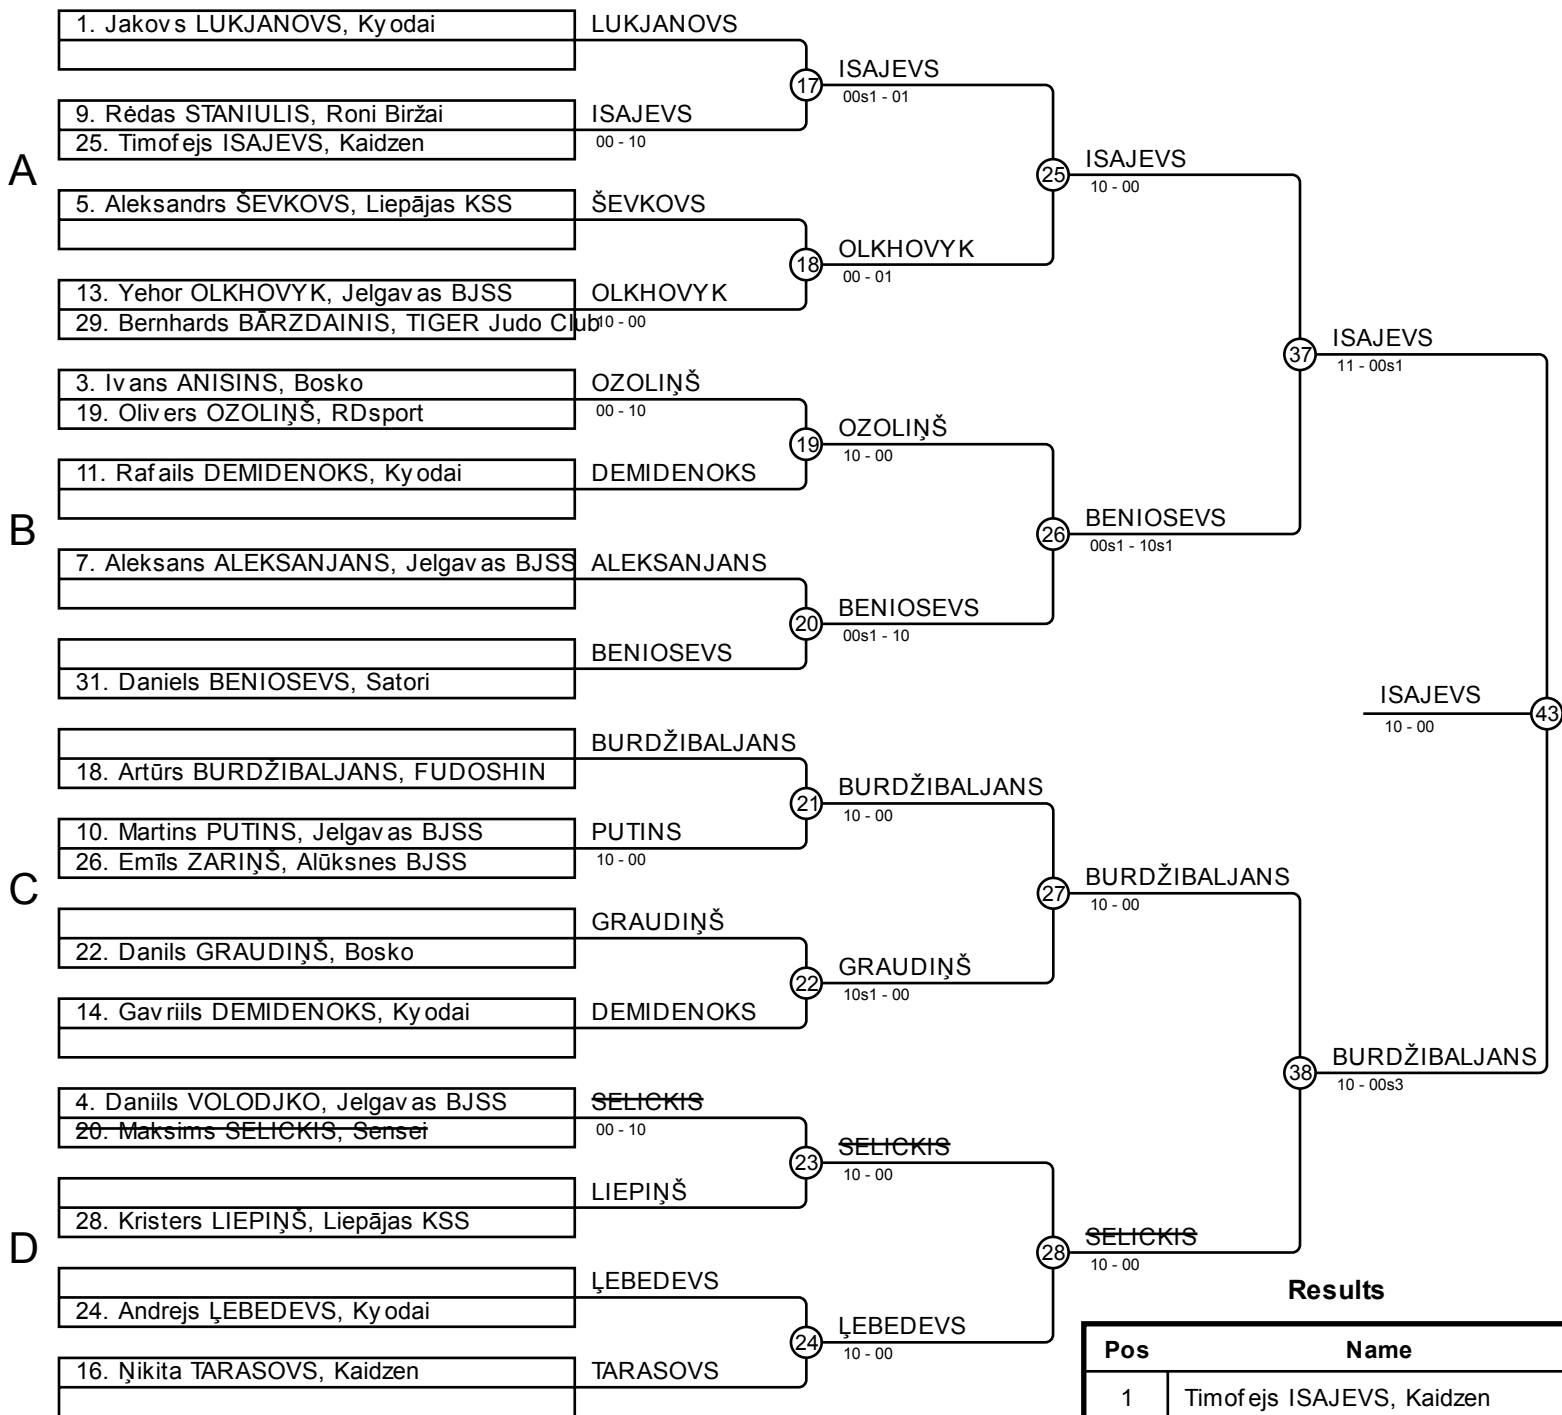 1. Jakovs LUKJANOVS, Kyodai
LUKJANOVS
17
ISAJEVS
00s1 - 01
9. Rėdas STANIULIS, Roni Biržai
25. Timofejs ISAJEVS, Kaidzen
ISAJEVS
00 - 10
A
25
ISAJEVS
10 - 00
5. Aleksandrs ŠEVKOVS, Liepājas KSS
ŠEVKOVS
18
OLKHOVYK
00 - 01
13. Yehor OLKHOVYK, Jelgavas BJSS
29. Bernhards BĀRZDAINIS, TIGER Judo Club
OLKHOVYK
10 - 00
37
ISAJEVS
11 - 00s1
3. Ivans ANISINS, Bosko
19. Olivers OZOLIŅŠ, RDsport
OZOLIŅŠ
00 - 10
19
OZOLIŅŠ
10 - 00
11. Rafails DEMIDENOKS, Kyodai
DEMIDENOKS
B
26
BENIOSEVS
00s1 - 10s1
7. Aleksans ALEKSANJANS, Jelgavas BJSS
ALEKSANJANS
20
BENIOSEVS
00s1 - 10
31. Daniels BENIOSEVS, Satori
BENIOSEVS
ISAJEVS
10 - 00
43
18. Artūrs BURDŽIBALJANS, FUDOSHIN
BURDŽIBALJANS
21
BURDŽIBALJANS
10 - 00
10. Martins PUTINS, Jelgavas BJSS
26. Emīls ZARIŅŠ, Alūksnes BJSS
PUTINS
10 - 00
C
27
BURDŽIBALJANS
10 - 00
22. Danils GRAUDIŅŠ, Bosko
GRAUDIŅŠ
22
GRAUDIŅŠ
10s1 - 00
14. Gavriils DEMIDENOKS, Kyodai
DEMIDENOKS
38
BURDŽIBALJANS
10 - 00s3
4. Daniils VOLODJKO, Jelgavas BJSS
20. Maksims SELICKIS, Sensei
SELICKIS
00 - 10
23
SELICKIS
10 - 00
28. Kristers LIEPIŅŠ, Liepājas KSS
LIEPIŅŠ
D
28
SELICKIS
10 - 00
24. Andrejs ĻEBEDEVS, Kyodai
ĻEBEDEVS
24
ĻEBEDEVS
10 - 00
16. Ņikita TARASOVS, Kaidzen
TARASOVS
Results
Pos Name
1 Timofejs ISAJEVS, Kaidzen